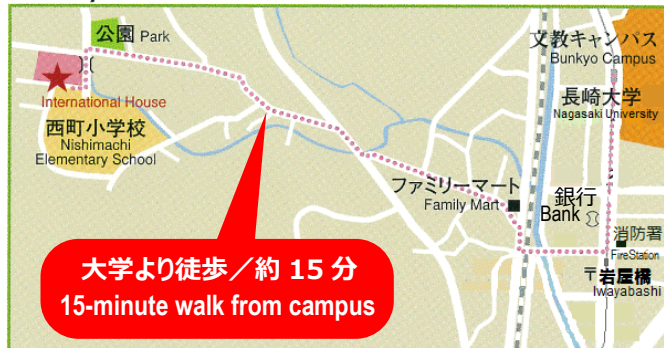 公園 Park
International House
西町小学校
Nishimachi
Elementary School
文教キャンパス
Bunkyo Campus
長崎大学
Nagasaki University
ファミリーマート
Family Mart
銀行
Bank
消防署
FireStation
〒岩屋橋
Iwayabashi
大学より徒歩／約 15 分
15-minute walk from campus